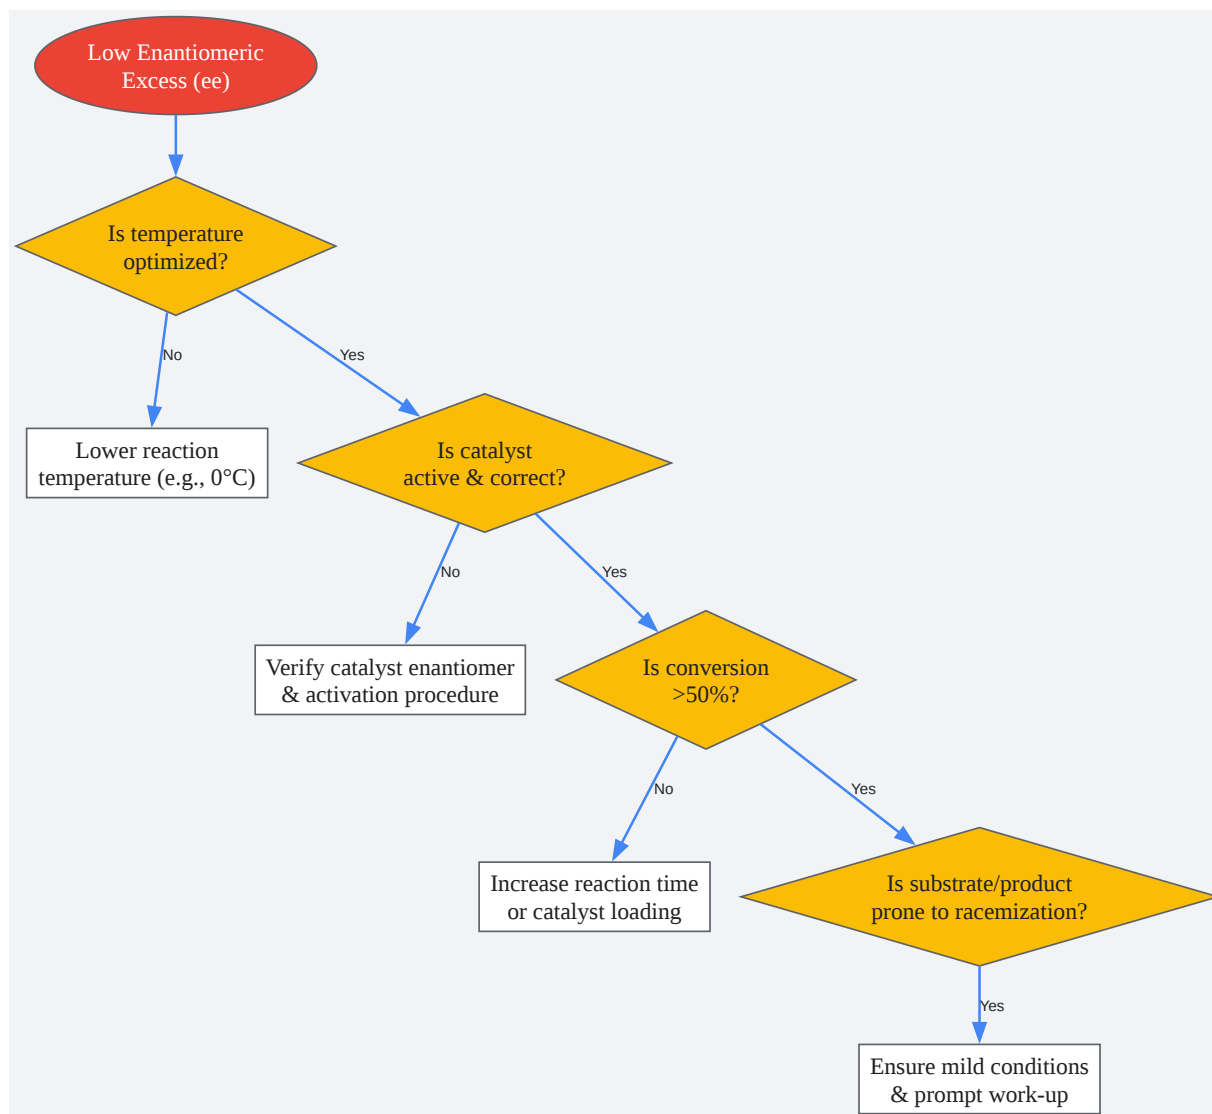 Low Enantiomeric
Excess (ee)
Is temperature
optimized?
No
Yes
Lower reaction
temperature (e.g., 0°C)
Is catalyst
active & correct?
No
Yes
Verify catalyst enantiomer
& activation procedure
Is conversion
>50%?
No
Yes
Increase reaction time
or catalyst loading
Is substrate/product
prone to racemization?
Yes
Ensure mild conditions
& prompt work-up